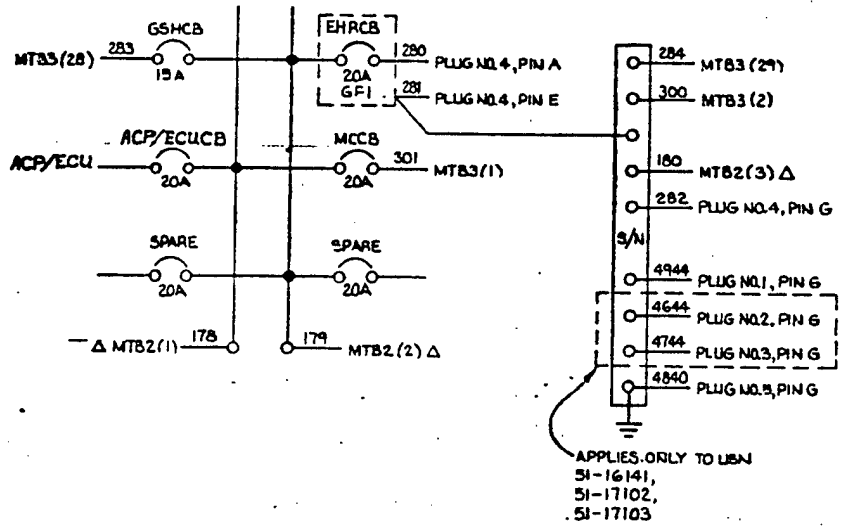 GSHCB
EHRCB
MTB3(28) 283
15A
20A
GFI
280 PLUG NO.4, PIN A
281 PLUG NO.4, PIN E
284 MTB3(29)
300 MTB3(2)
ACP/ECUCB
MCCB
ACP/ECU
20A
20A
301 MTB3(1)
180 MTB2(3) Δ
282 PLUG NO.4, PIN G
S/N
SPARE
SPARE
20A
20A
4944 PLUG NO.1, PIN G
4644 PLUG NO.2, PIN G
4744 PLUG NO.3, PIN G
4840 PLUG NO.5, PIN G
Δ MTB2(1) 178
179 MTB2(2) Δ
APPLIES ONLY TO USN
51-16141,
51-17102,
51-17103